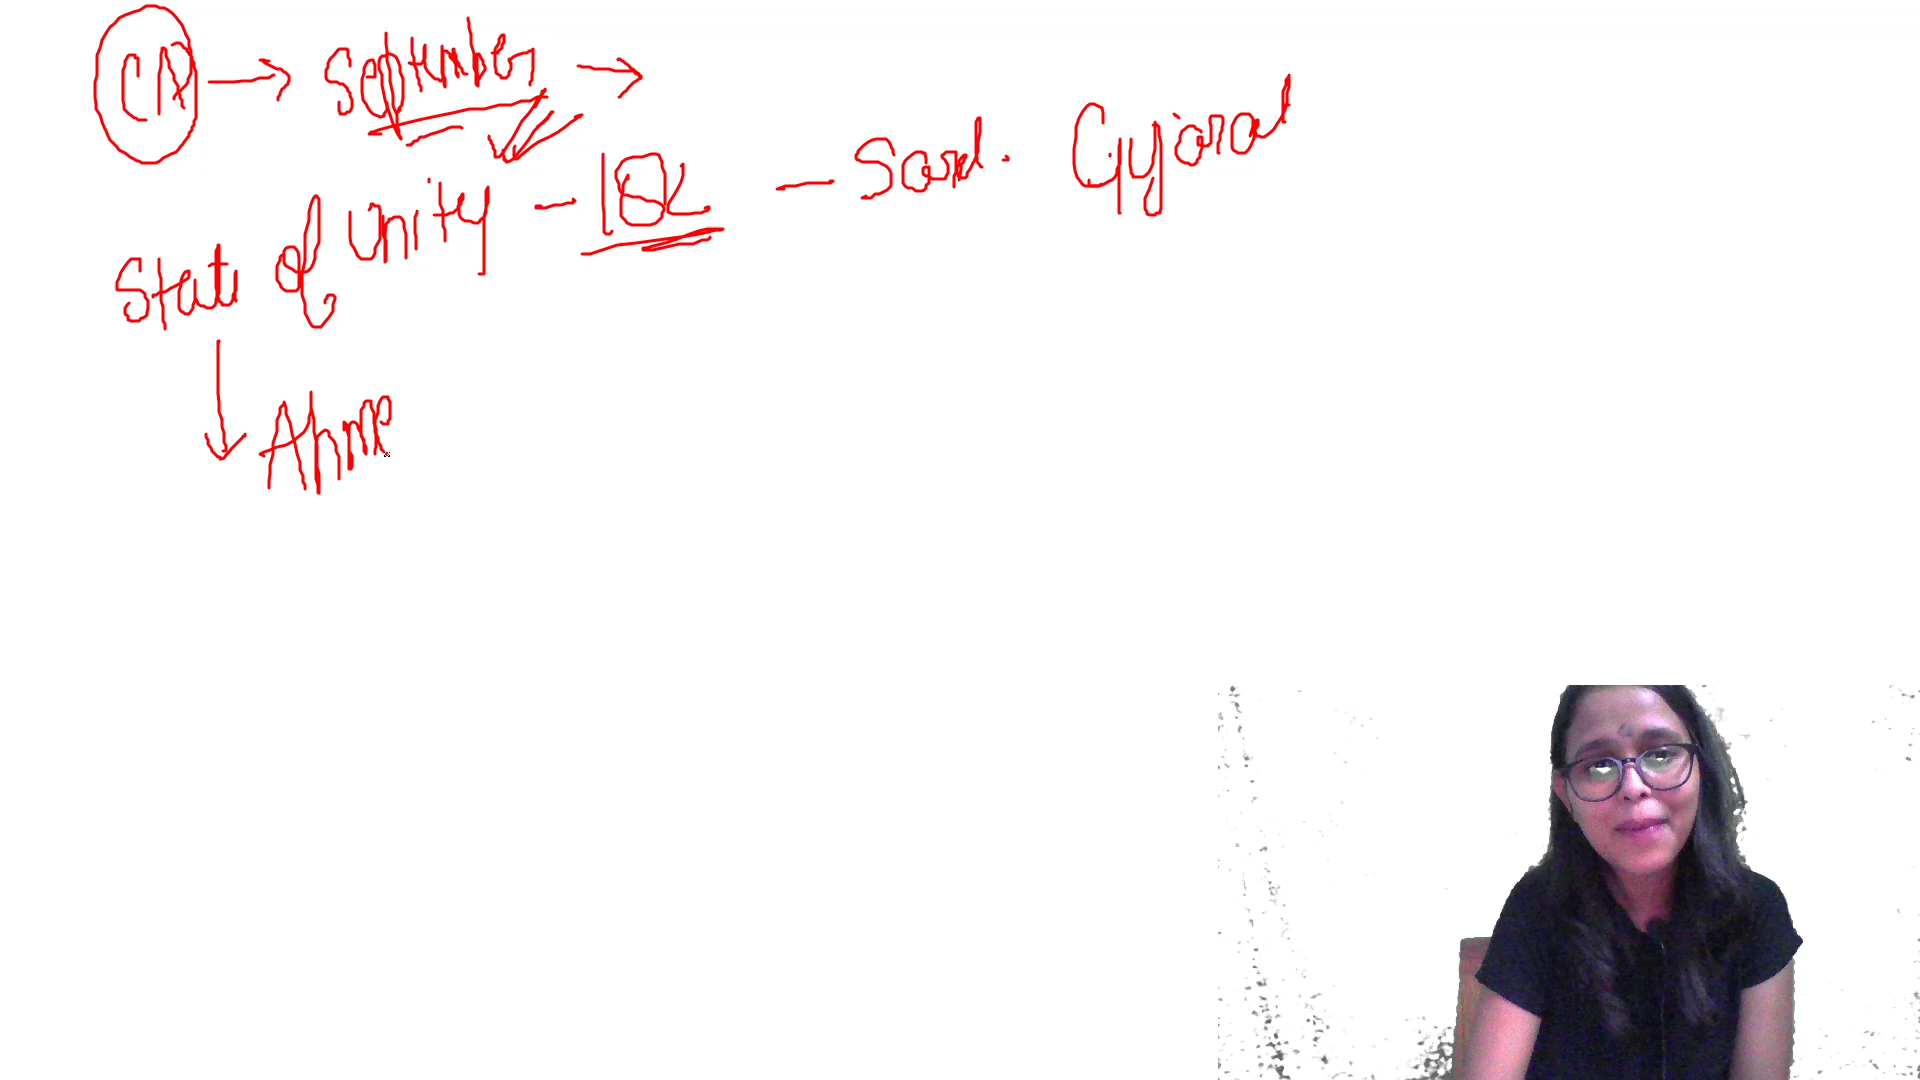 CA → September →
State of Unity - 182 - Sard. Gujarat
↓ Ahme